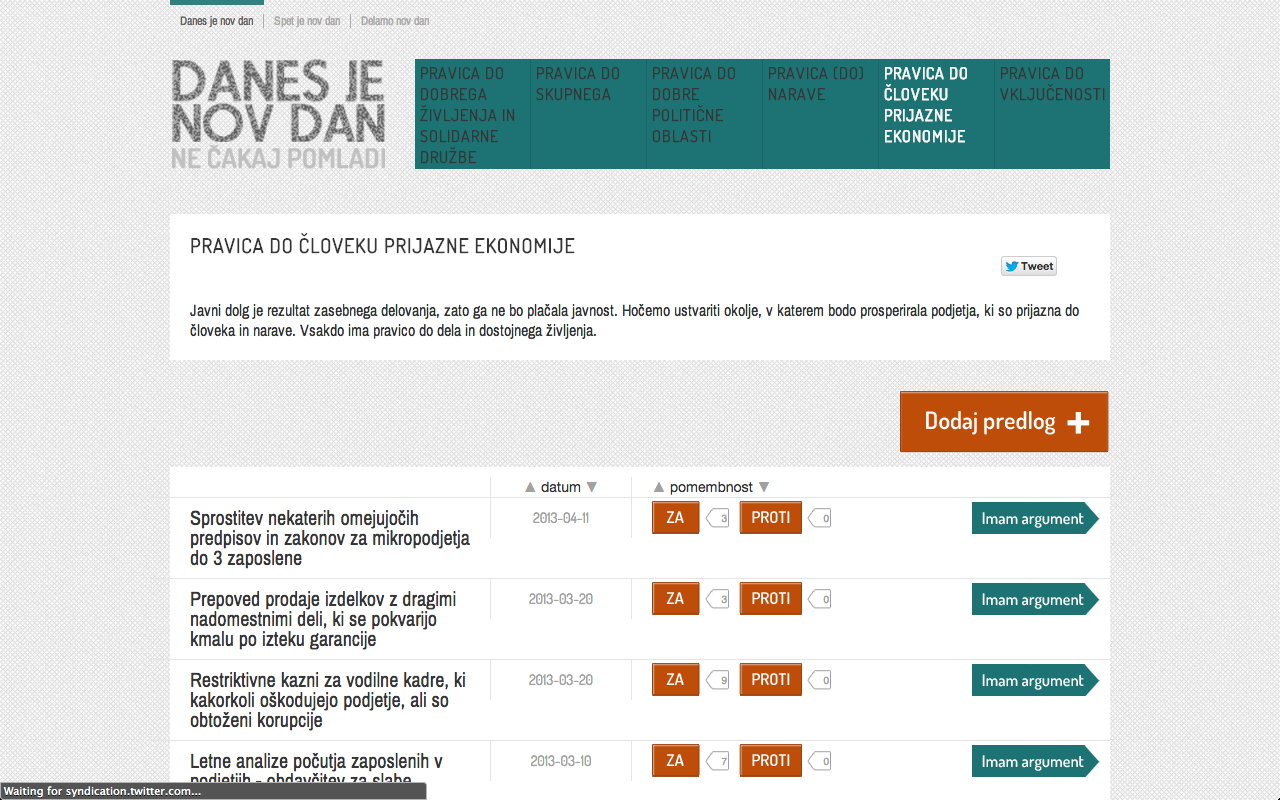 Danes je nov dan
Spet je nov dan
Delamo nov dan
DANES JE
NOV DAN
NE ČAKAJ POMLADI
PRAVICA DO
DOBREGA
ŽIVLJENJA IN
SOLIDARNE
DRUŽBE
PRAVICA DO
SKUPNEGA
PRAVICA DO
DOBRE
POLITIČNE
OBLASTI
PRAVICA (DO)
NARAVE
PRAVICA DO
ČLOVEKU
PRIJAZNE
EKONOMIJE
PRAVICA DO
VKLJUČENOSTI
PRAVICA DO ČLOVEKU PRIJAZNE EKONOMIJE
Tweet
Javni dolg je rezultat zasebnega delovanja, zato ga ne bo plačala javnost. Hočemo ustvariti okolje, v katerem bodo prosperirala podjetja, ki so prijazna do
človeka in narave. Vsakdo ima pravico do dela in dostojnega življenja.
Dodaj predlog +
▲ datum ▼ ▲ pomembnost ▼
Sprostitev nekaterih omejujočih
predpisov in zakonov za mikropodjetja
do 3 zaposlene
2013-04-11
ZA 3 PROTI 0
Imam argument
Prepoved prodaje izdelkov z dragimi
nadomestnimi deli, ki se pokvarijo
kmalu po izteku garancije
2013-03-20
ZA 3 PROTI 0
Imam argument
Restriktivne kazni za vodilne kadre, ki
kakorkoli oškodujejo podjetje, ali so
obtoženi korupcije
2013-03-20
ZA 9 PROTI 0
Imam argument
Letne analize počutja zaposlenih v
podjetjih - obdavčitev za slabe
2013-03-10
ZA 7 PROTI 0
Imam argument
Waiting for syndication.twitter.com...